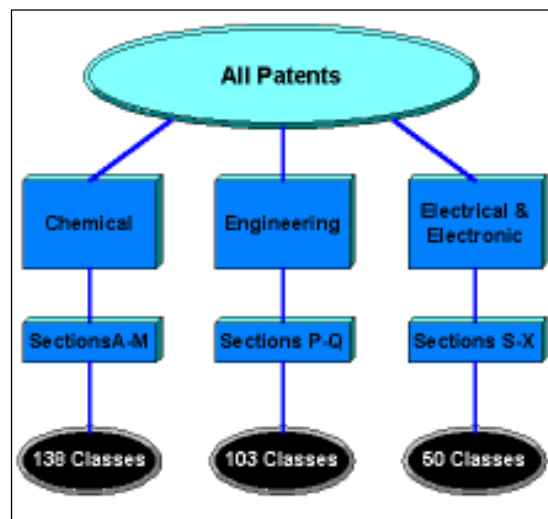 All Patents
Chemical
Engineering
Electrical &
Electronic
SectionsA-M
Sections P-Q
Sections S-X
138 Classes
103 Classes
50 Classes